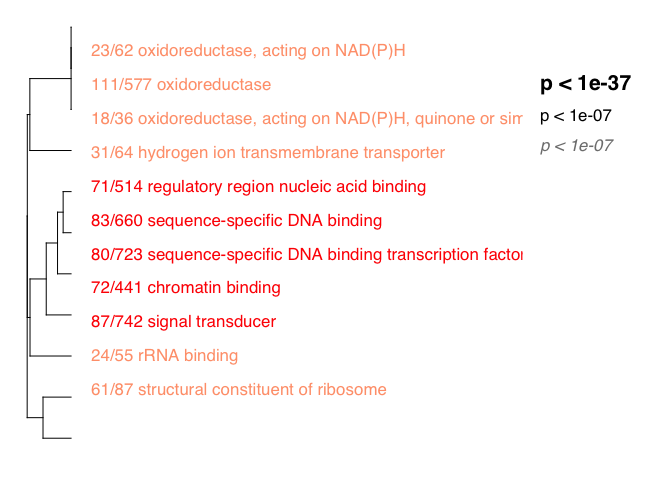 23/62 oxidoreductase, acting on NAD(P)H
111/577 oxidoreductase
18/36 oxidoreductase, acting on NAD(P)H, quinone or sim
31/64 hydrogen ion transmembrane transporter
71/514 regulatory region nucleic acid binding
83/660 sequence-specific DNA binding
80/723 sequence-specific DNA binding transcription factor
72/441 chromatin binding
87/742 signal transducer
24/55 rRNA binding
61/87 structural constituent of ribosome
p < 1e-37
p < 1e-07
p < 1e-07